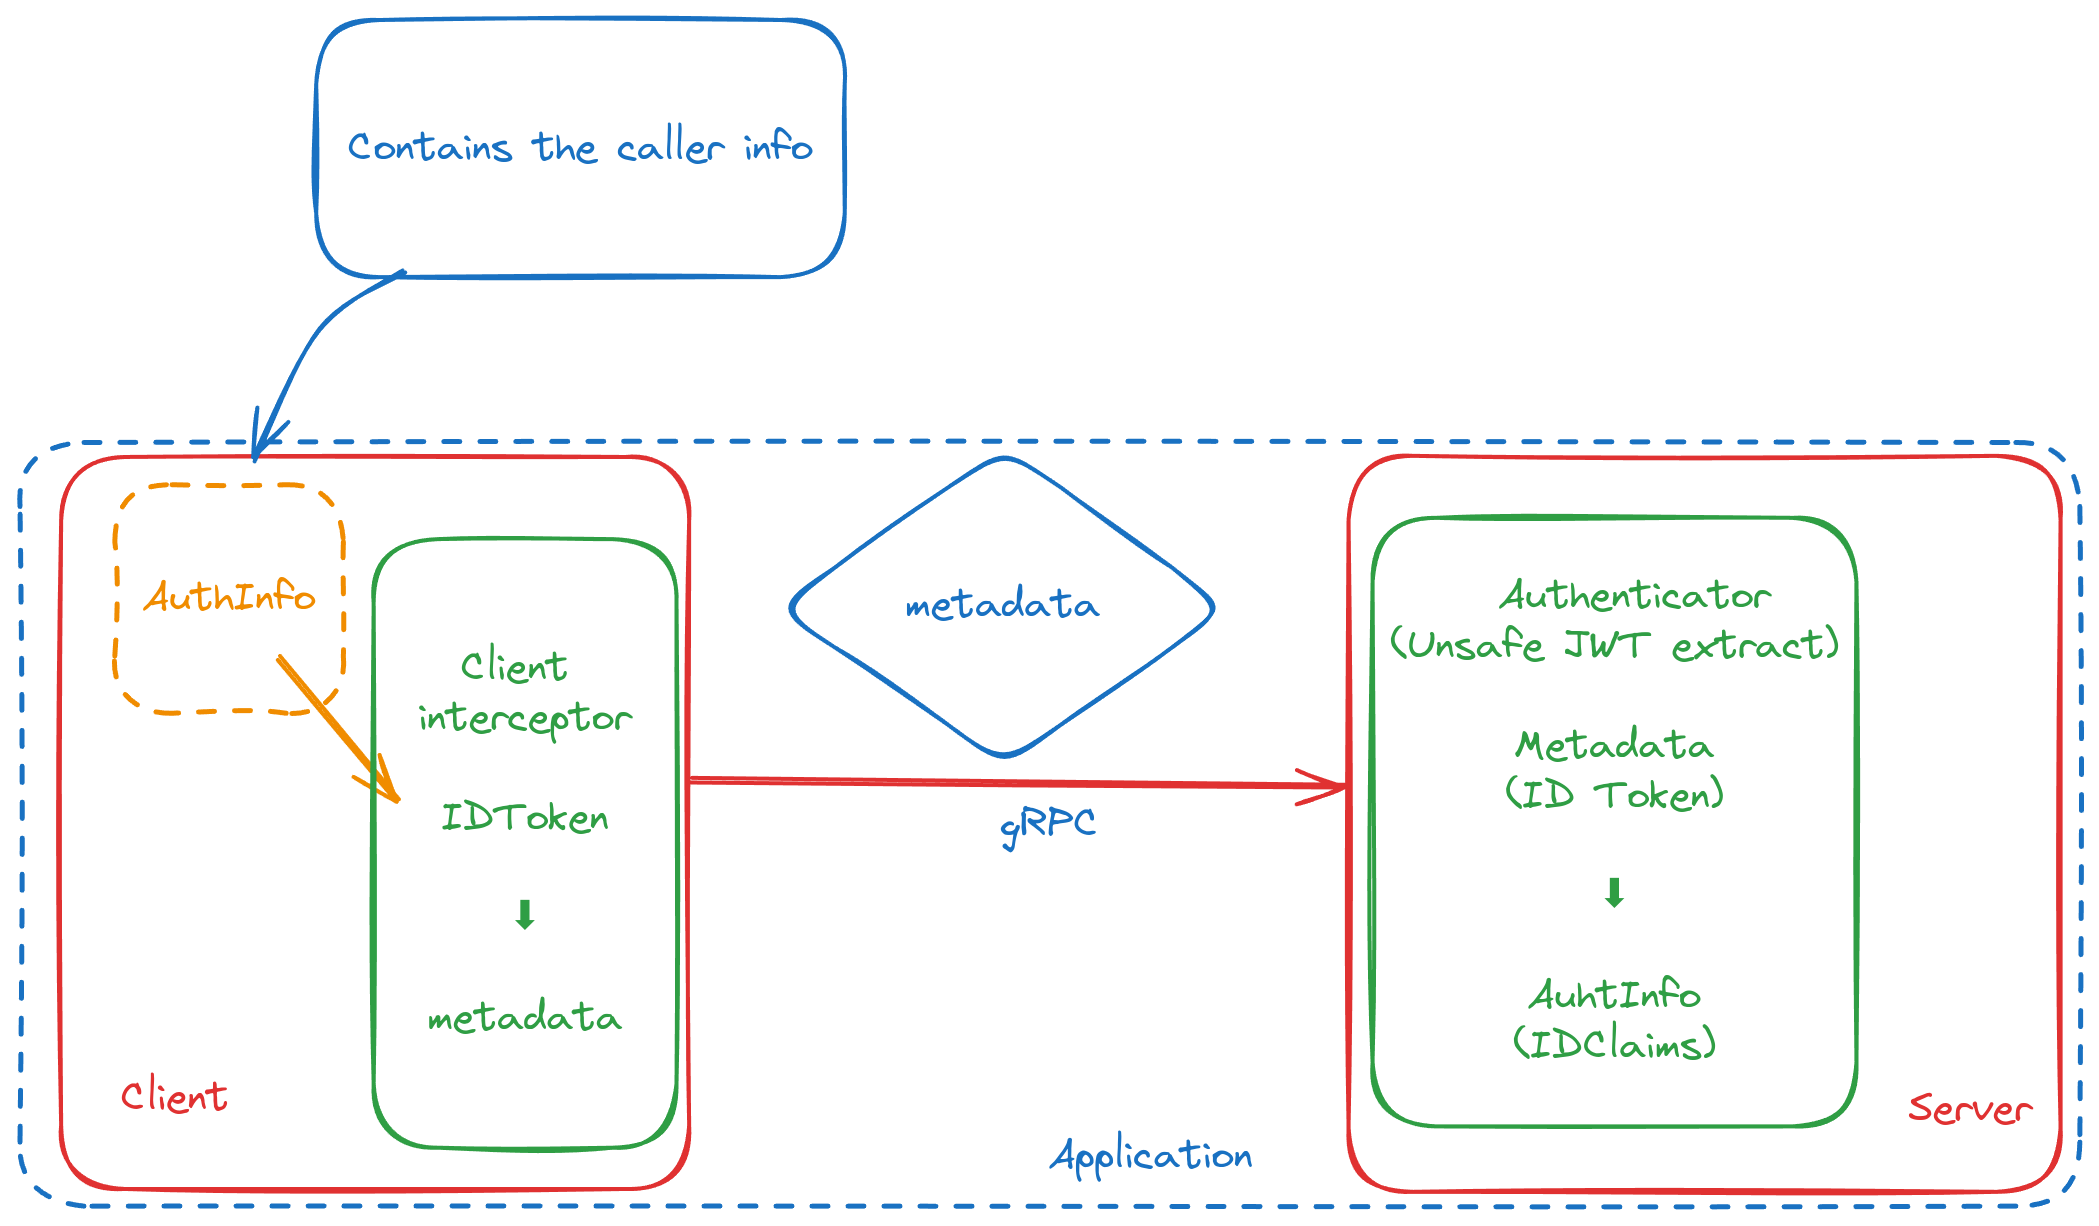 Contains the caller info
AuthInfo
Client
interceptor
IDToken
⬇
metadata
Client
metadata
gRPC
Application
Authenticator
(Unsafe JWT extract)
Metadata
(ID Token)
⬇
AuhtInfo
(IDClaims)
Server